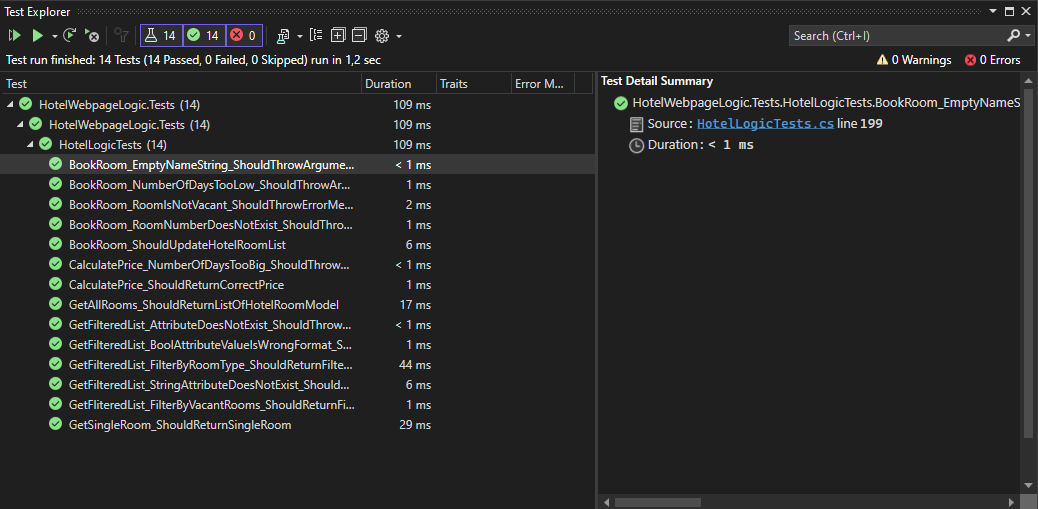 Test Explorer
14 14 0
Search (Ctrl+I)
Test run finished: 14 Tests (14 Passed, 0 Failed, 0 Skipped) run in 1,2 sec
0 Warnings 0 Errors
Test Duration Traits Error M...
HotelWebpageLogic.Tests (14) 109 ms
HotelWebpageLogic.Tests (14) 109 ms
HotelLogicTests (14) 109 ms
BookRoom_EmptyNameString_ShouldThrowArgume... < 1 ms
BookRoom_NumberOfDaysTooLow_ShouldThrowAr... 1 ms
BookRoom_RoomIsNotVacant_ShouldThrowErrorMe... 2 ms
BookRoom_RoomNumberDoesNotExist_ShouldThro... 1 ms
BookRoom_ShouldUpdateHotelRoomList 6 ms
CalculatePrice_NumberOfDaysTooBig_ShouldThrow... < 1 ms
CalculatePrice_ShouldReturnCorrectPrice 1 ms
GetAllRooms_ShouldReturnListOfHotelRoomModel 17 ms
GetFilteredList_AttributeDoesNotExist_ShouldThrow... < 1 ms
GetFilteredList_BoolAttributeValueIsWrongFormat_S... 1 ms
GetFilteredList_FilterByRoomType_ShouldReturnFilte... 44 ms
GetFilteredList_StringAttributeDoesNotExist_Should... 6 ms
GetFliteredList_FilterByVacantRooms_ShouldReturnFi... 1 ms
GetSingleRoom_ShouldReturnSingleRoom 29 ms
Test Detail Summary
HotelWebpageLogic.Tests.HotelLogicTests.BookRoom_EmptyNameS
Source: HotelLogicTests.cs line 199
Duration: < 1 ms